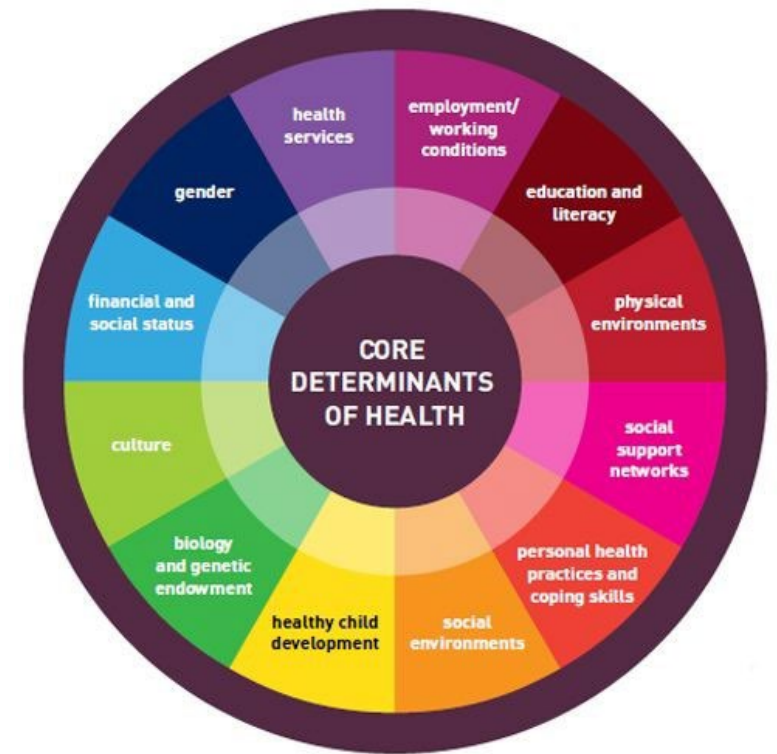 CORE
DETERMINANTS
OF HEALTH
employment/
working
conditions
education and
literacy
physical
environments
social
support
networks
personal health
practices and
coping skills
social
environments
healthy child
development
biology
and genetic
endowment
culture
financial and
social status
gender
health
services